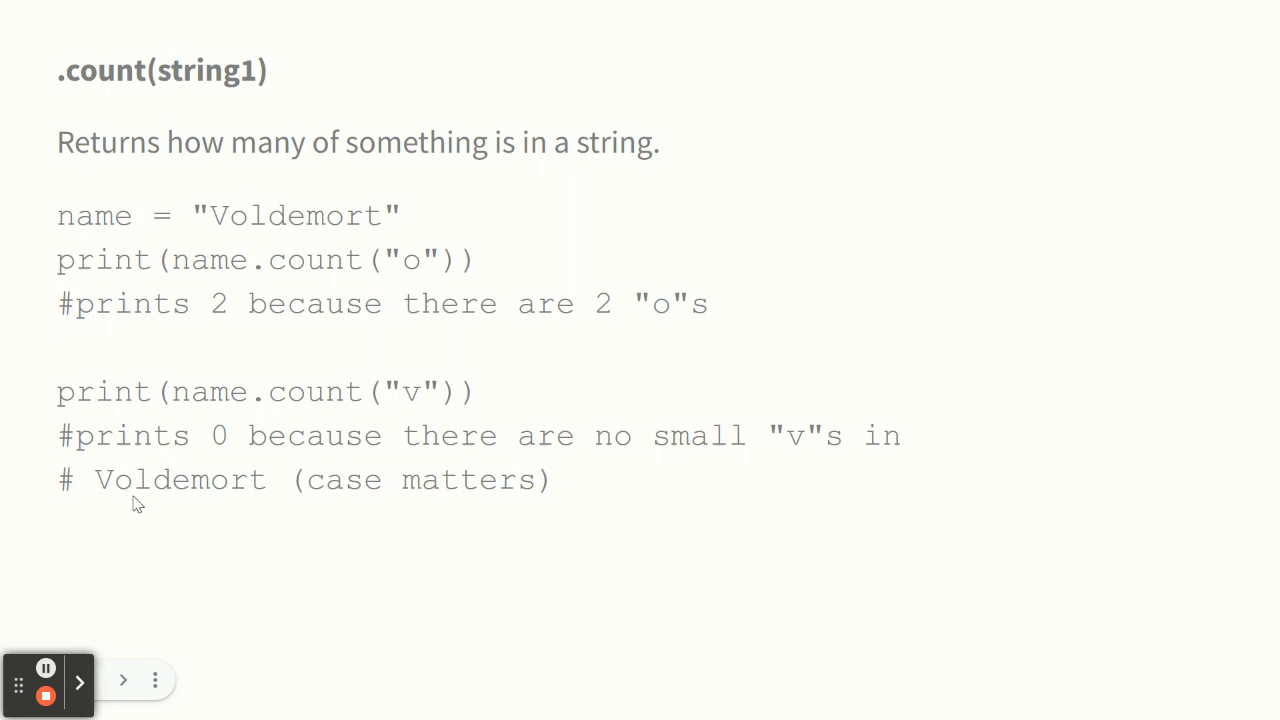 .count(string1)
Returns how many of something is in a string.
name = "Voldemort"
print(name.count("o"))
#prints 2 because there are 2 "o"s
print(name.count("v"))
#prints 0 because there are no small "v"s in
# Voldemort (case matters)